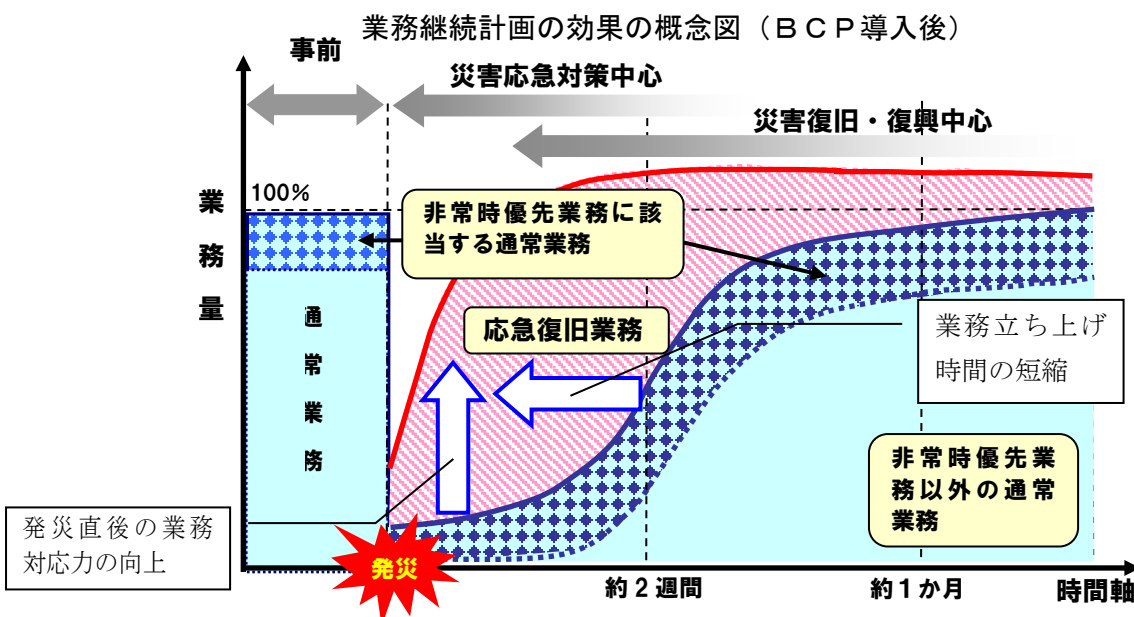 業務継続計画の効果の概念図（ＢＣＰ導入後）
事前
災害応急対策中心
災害復旧・復興中心
業務量
100%
非常時優先業務に該
当する通常業務
通常業務
応急復旧業務
業務立ち上げ
時間の短縮
非常時優先業
務以外の通常
業務
発災直後の業務
対応力の向上
発災
約２週間
約１か月
時間軸